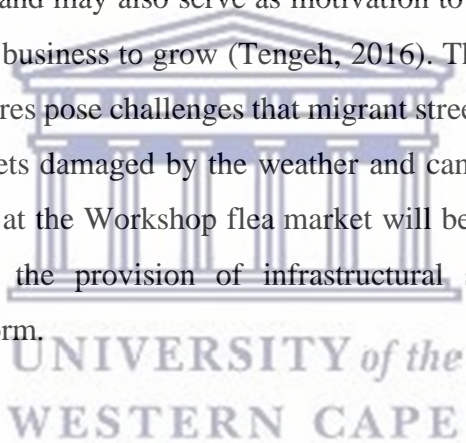 and may also serve as motivation to
business to grow (Tengeh, 2016). Th
res pose challenges that migrant stree
ets damaged by the weather and can
at the Workshop flea market will be
the provision of infrastructural
orm.
UNIVERSITY of the
WESTERN CAPE